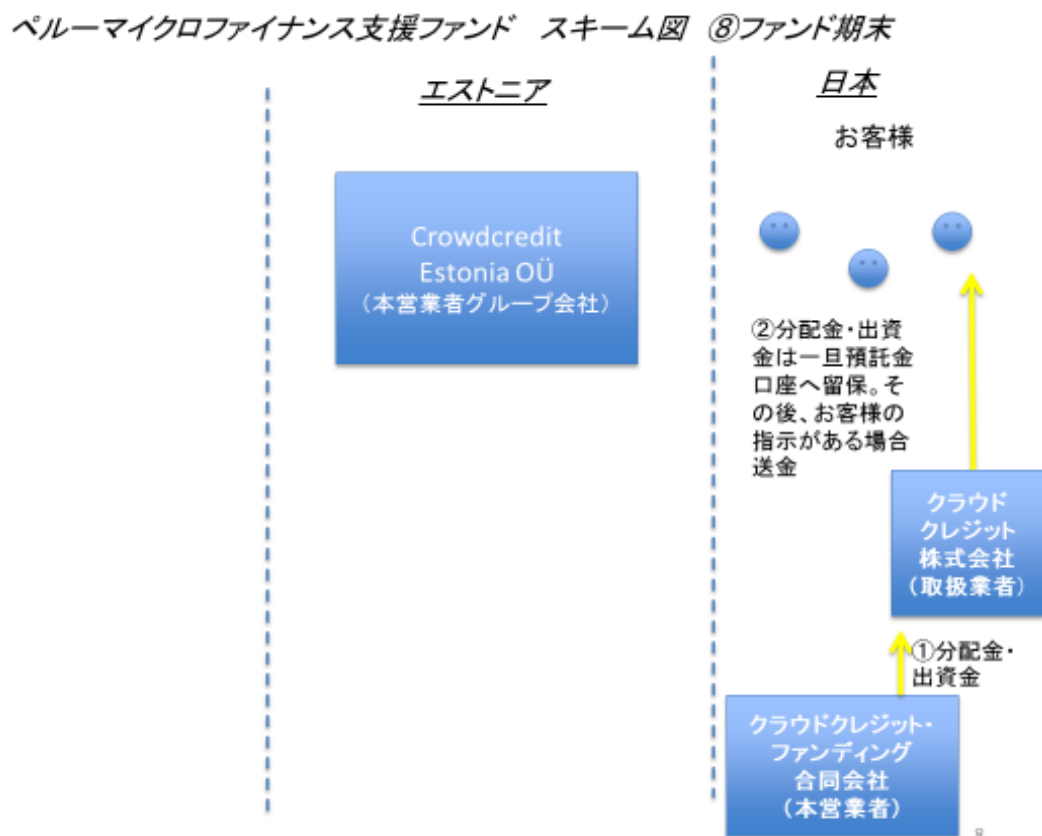 ペルーマイクロファイナンス支援ファンド　スキーム図　⑧ファンド期末
エストニア
日本
お客様
Crowdcredit
Estonia OÜ
（本営業者グループ会社）
②分配金・出資
金は一旦預託金
口座へ留保。そ
の後、お客様の
指示がある場合
送金
クラウド
クレジット
株式会社
（取扱業者）
①分配金・
出資金
クラウドクレジット・
ファンディング
合同会社
（本営業者）